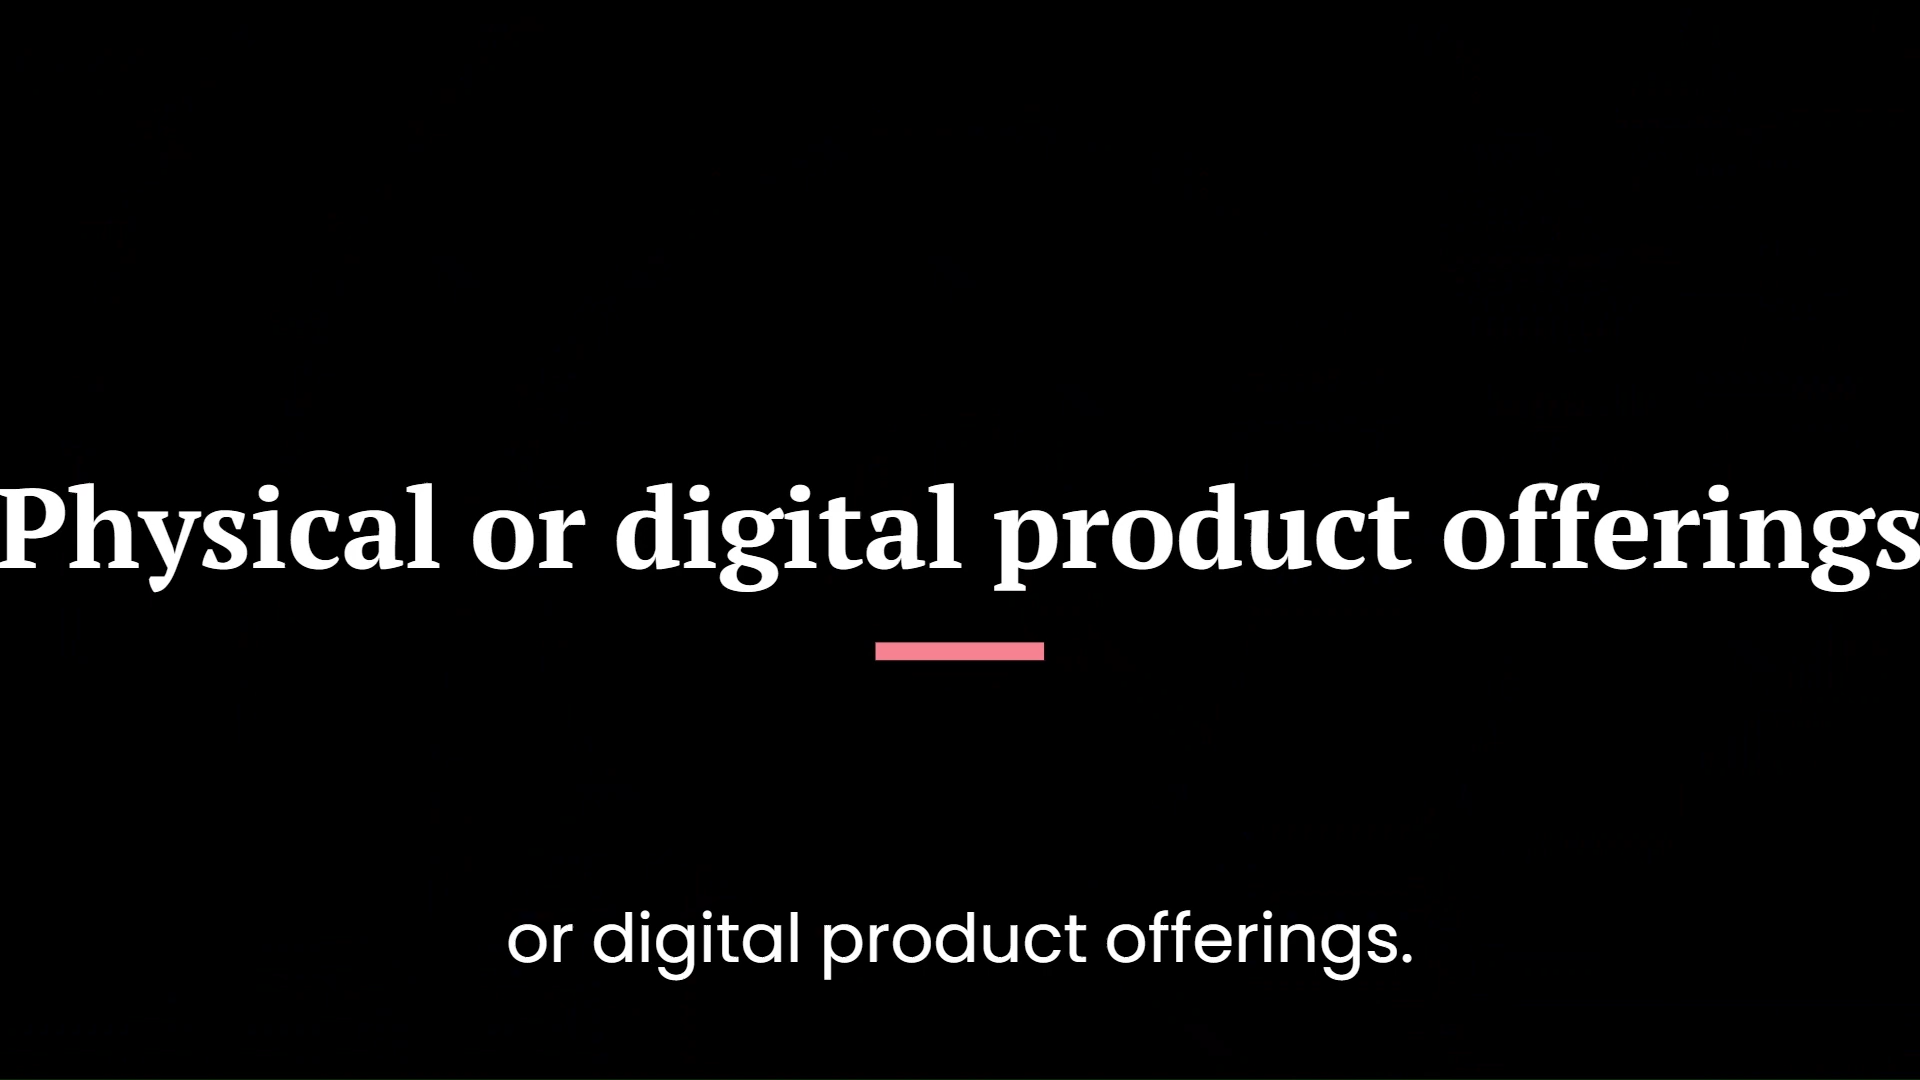 Physical or digital product offerings
or digital product offerings.